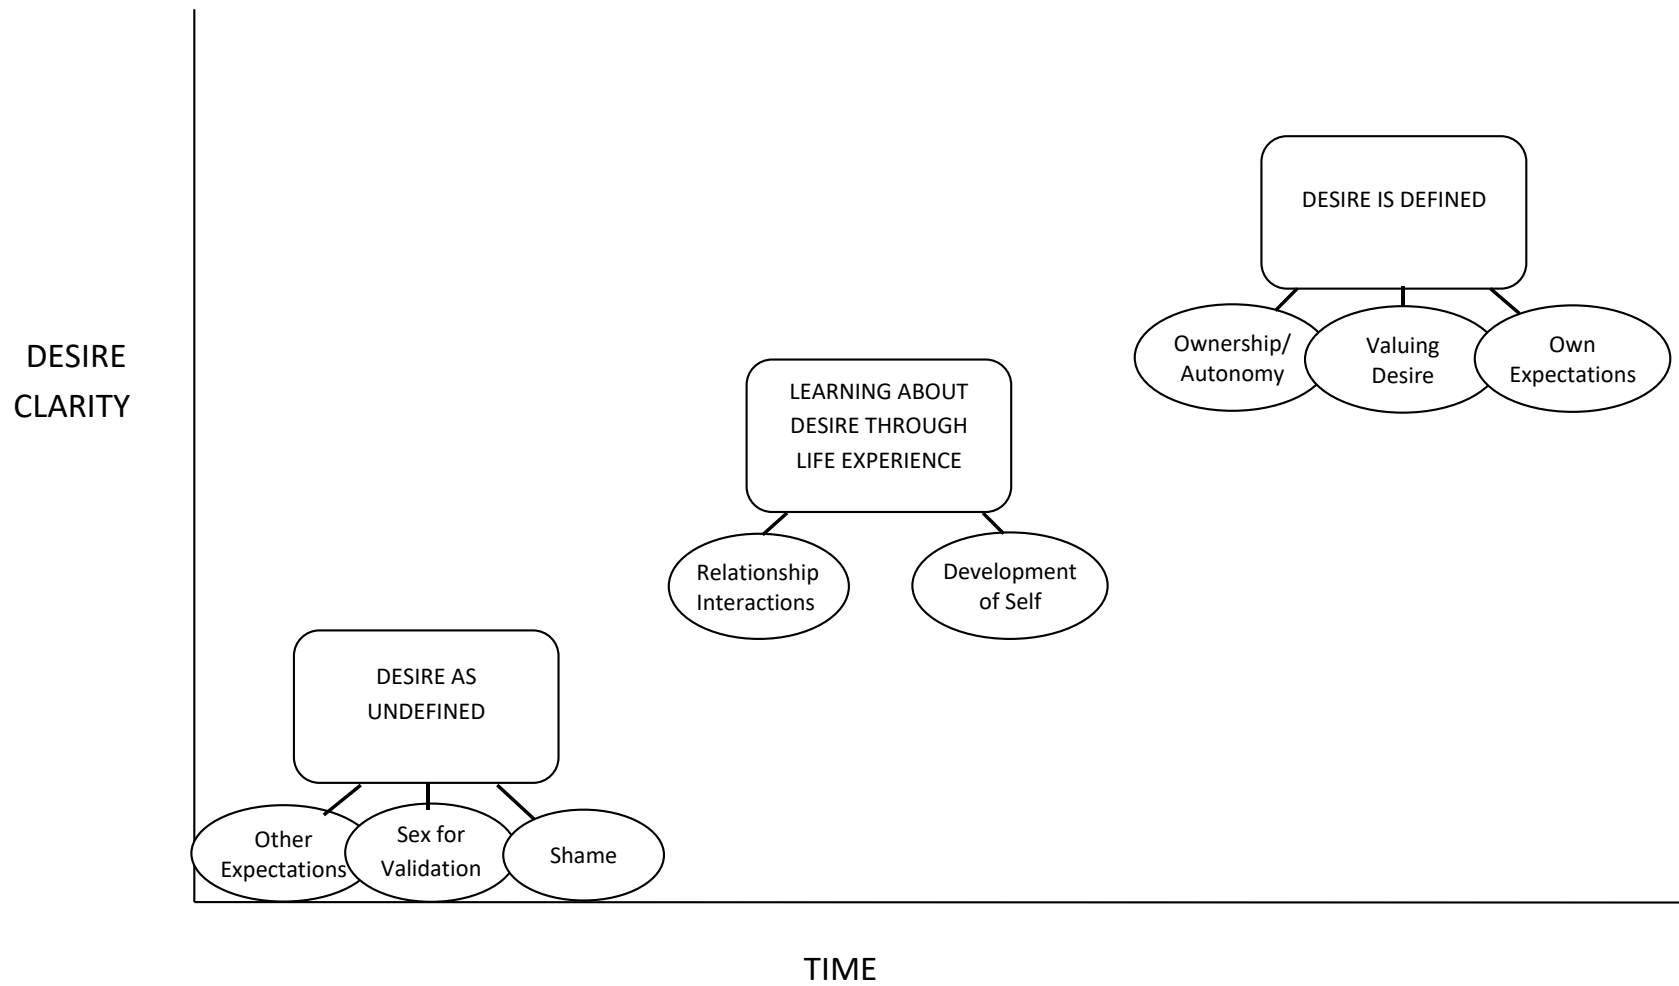 DESIRE IS DEFINED
Ownership/
Autonomy
Valuing
Desire
Own
Expectations
DESIRE
CLARITY
LEARNING ABOUT
DESIRE THROUGH
LIFE EXPERIENCE
Relationship
Interactions
Development
of Self
DESIRE AS
UNDEFINED
Other
Expectations
Sex for
Validation
Shame
TIME